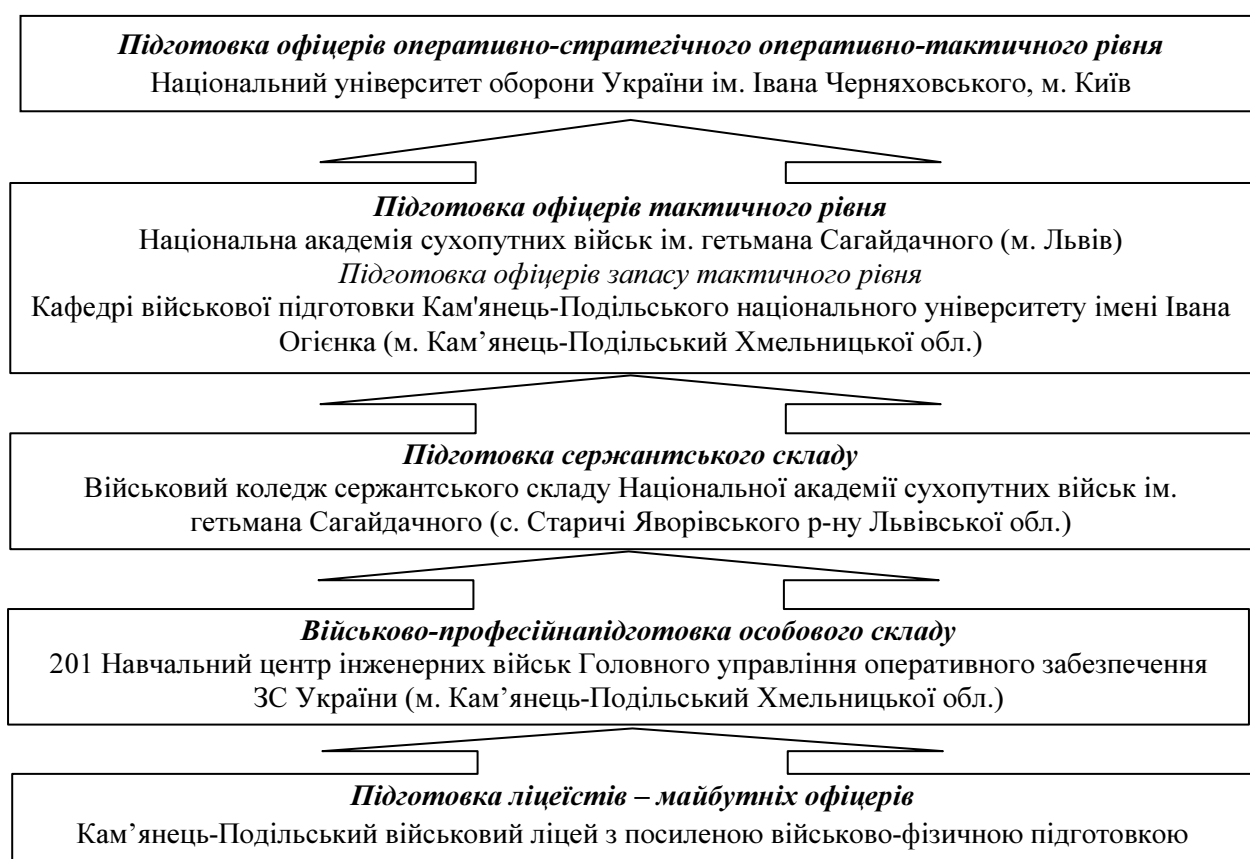 Підготовка офіцерів оперативно-стратегічного оперативно-тактичного рівня
Національний університет оборони України ім. Івана Черняховського, м. Київ
Підготовка офіцерів тактичного рівня
Національна академія сухопутних військ ім. гетьмана Сагайдачного (м. Львів)
Підготовка офіцерів запасу тактичного рівня
Кафедрі військової підготовки Кам'янець-Подільського національного університету імені Івана
Огієнка (м. Кам’янець-Подільський Хмельницької обл.)
Підготовка сержантського складу
Військовий коледж сержантського складу Національної академії сухопутних військ ім.
гетьмана Сагайдачного (с. Старичі Яворівського р-ну Львівської обл.)
Військово-професійнапідготовка особового складу
201 Навчальний центр інженерних військ Головного управління оперативного забезпечення
ЗС України (м. Кам’янець-Подільський Хмельницької обл.)
Підготовка ліцеїстів – майбутніх офіцерів
Кам’янець-Подільський військовий ліцей з посиленою військово-фізичною підготовкою